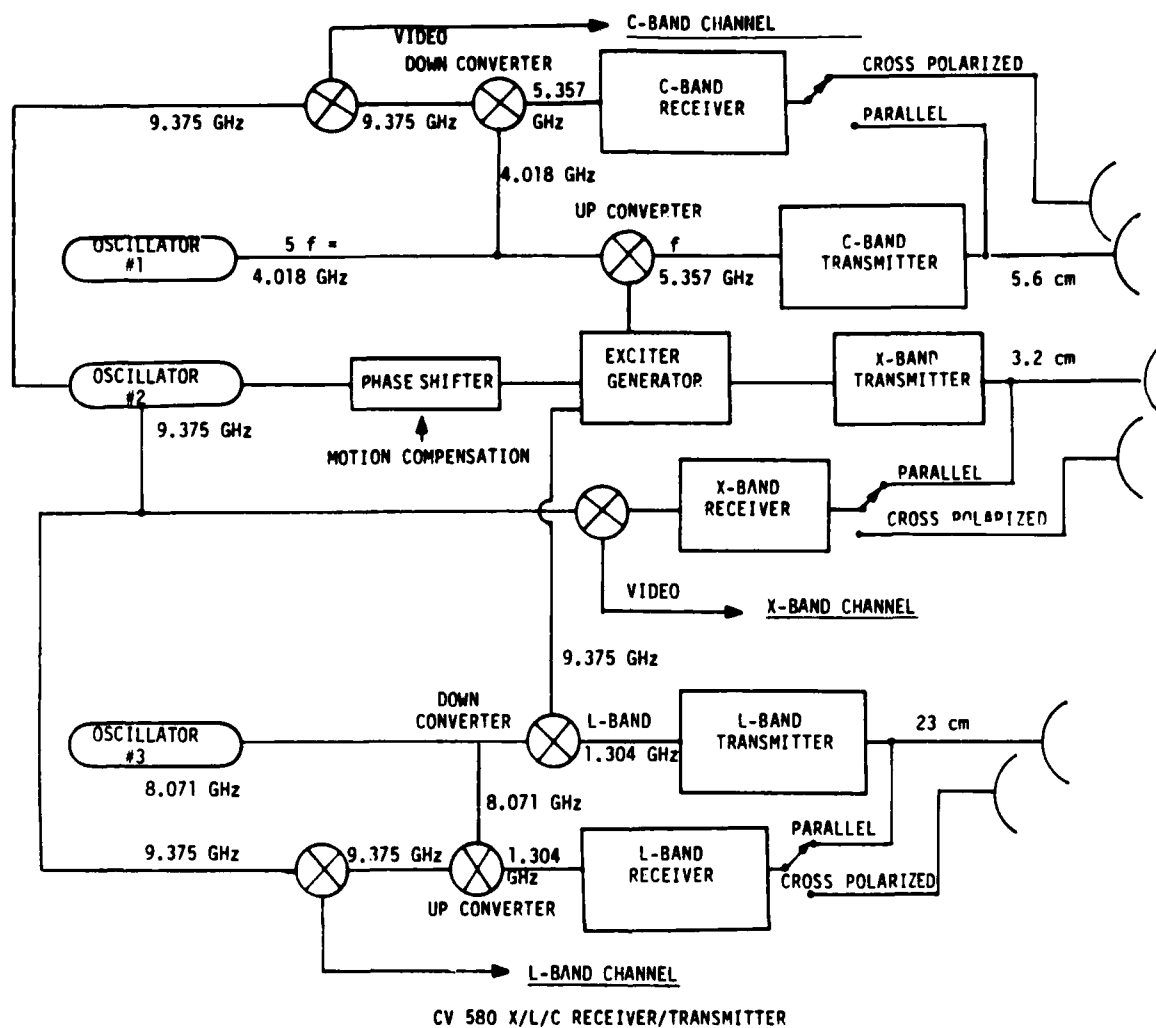 C-BAND CHANNEL
VIDEO
DOWN CONVERTER
5.357 GHz
C-BAND RECEIVER
CROSS POLARIZED
PARALLEL
9.375 GHz
9.375 GHz
4.018 GHz
UP CONVERTER
OSCILLATOR #1
5 f =
4.018 GHz
f
5.357 GHz
C-BAND TRANSMITTER
5.6 cm
OSCILLATOR #2
9.375 GHz
PHASE SHIFTER
MOTION COMPENSATION
EXCITER GENERATOR
X-BAND TRANSMITTER
3.2 cm
X-BAND RECEIVER
PARALLEL
CROSS POLARIZED
VIDEO
X-BAND CHANNEL
9.375 GHz
DOWN CONVERTER
OSCILLATOR #3
8.071 GHz
L-BAND
1.304 GHz
L-BAND TRANSMITTER
23 cm
8.071 GHz
9.375 GHz
9.375 GHz
1.304 GHz
UP CONVERTER
L-BAND RECEIVER
PARALLEL
CROSS POLARIZED
L-BAND CHANNEL
CV 580 X/L/C RECEIVER/TRANSMITTER